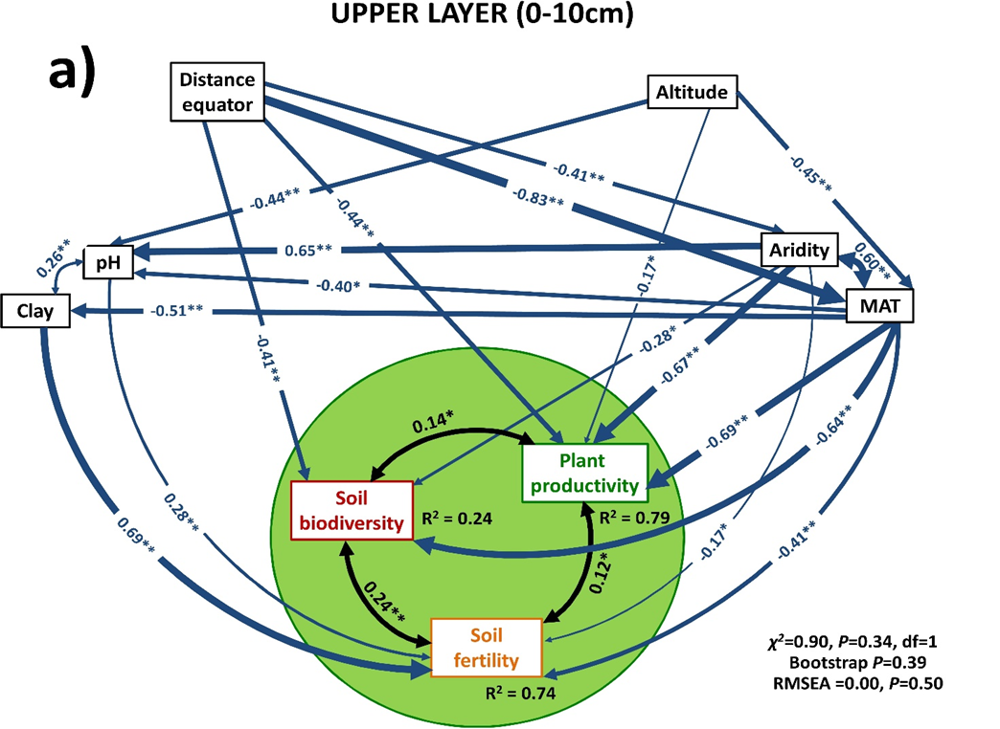 UPPER LAYER (0-10cm)
a)
Distance
equator
Altitude
-0.41**
-0.45**
-0.83**
-0.44**
-0.44**
0.26**
pH
0.65**
Aridity
0.60**
-0.40*
-0.17*
Clay
-0.51**
MAT
-0.28*
-0.41**
-0.67**
0.14*
-0.69**
-0.64**
Plant
productivity
Soil
biodiversity
R² = 0.24
R² = 0.79
0.28**
0.69**
-0.17*
-0.41**
0.12*
0.24**
Soil
fertility
R² = 0.74
χ²=0.90, P=0.34, df=1
Bootstrap P=0.39
RMSEA =0.00, P=0.50